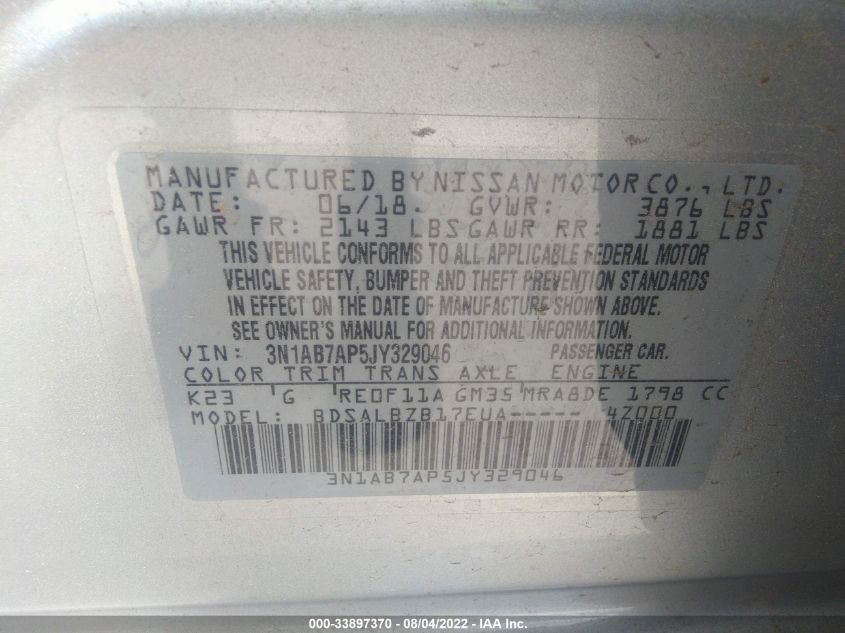 MANUFACTURED BY NISSAN MOTOR CO., LTD.
DATE: 06/18. GVWR: 3876 LBS
GAWR FR: 2143 LBS GAWR RR: 1881 LBS
THIS VEHICLE CONFORMS TO ALL APPLICABLE FEDERAL MOTOR
VEHICLE SAFETY, BUMPER AND THEFT PREVENTION STANDARDS
IN EFFECT ON THE DATE OF MANUFACTURE SHOWN ABOVE.
SEE OWNER'S MANUAL FOR ADDITIONAL INFORMATION.
VIN: 3N1AB7AP5JY329046 PASSENGER CAR.
COLOR TRIM TRANS AXLE ENGINE
K23 'G 'RE0F11A GM35 'MRA8DE 1798 CC
MODEL: BDSALBZB17EUA----- 4Z000
3N1AB7AP5JY329046
000-33897370 - 08/04/2022 - IAA Inc.